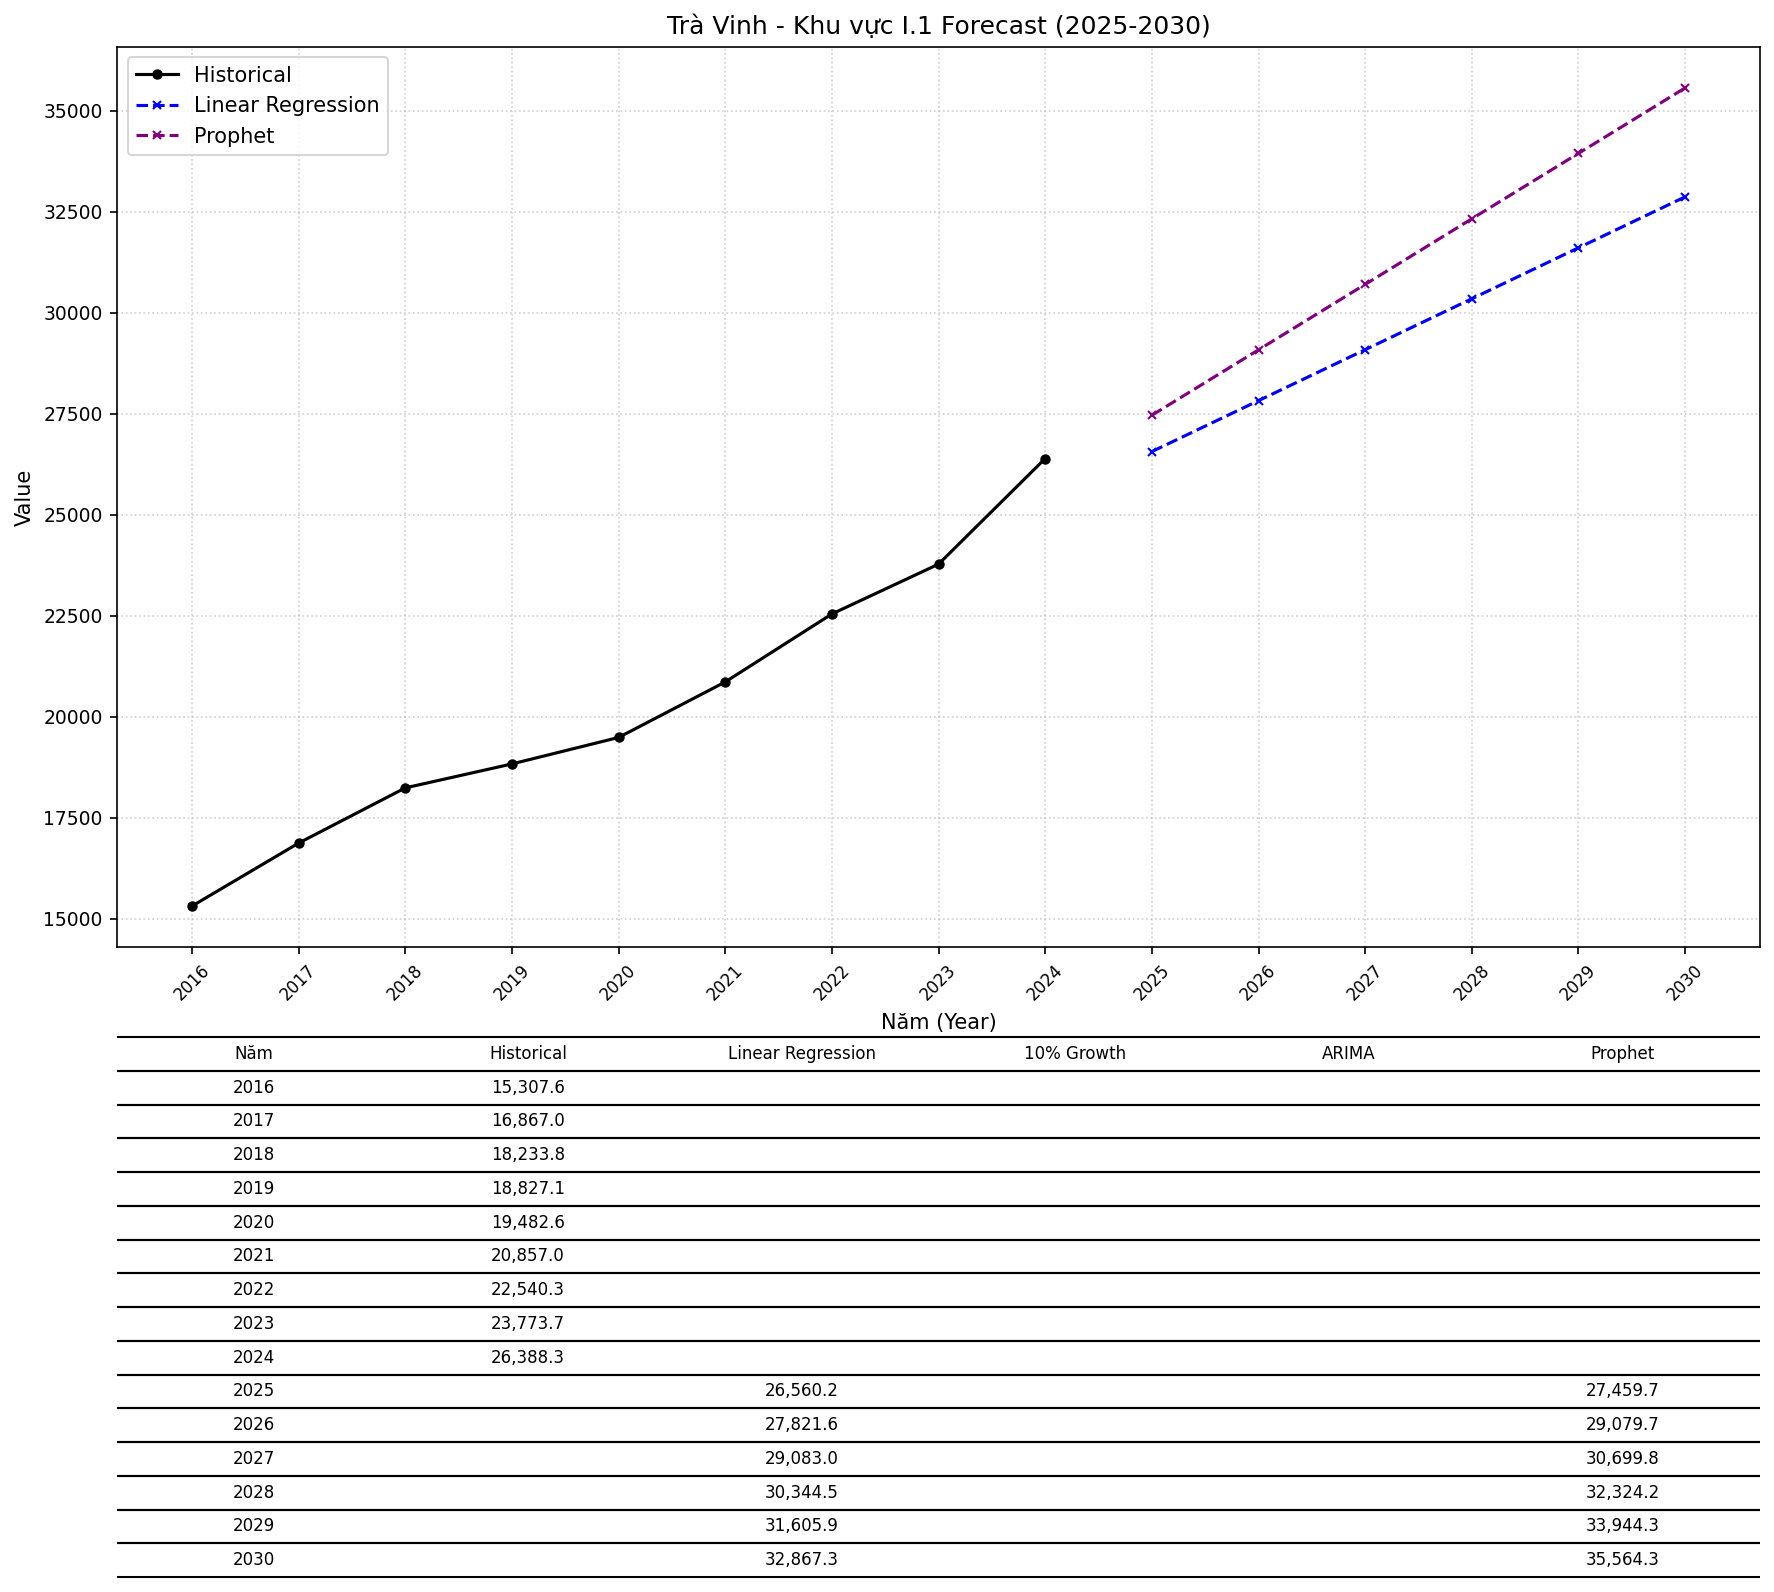 Trà Vinh - Khu vực I.1 Forecast (2025-2030)
Historical
Linear Regression
Prophet
35000
32500
30000
27500
25000
22500
20000
17500
15000
Value
2016 2017 2018 2019 2020 2021 2022 2023 2024 2025 2026 2027 2028 2029 2030
Năm (Year)
Năm Historical Linear Regression 10% Growth ARIMA Prophet
2016 15,307.6
2017 16,867.0
2018 18,233.8
2019 18,827.1
2020 19,482.6
2021 20,857.0
2022 22,540.3
2023 23,773.7
2024 26,388.3
2025 26,560.2 27,459.7
2026 27,821.6 29,079.7
2027 29,083.0 30,699.8
2028 30,344.5 32,324.2
2029 31,605.9 33,944.3
2030 32,867.3 35,564.3